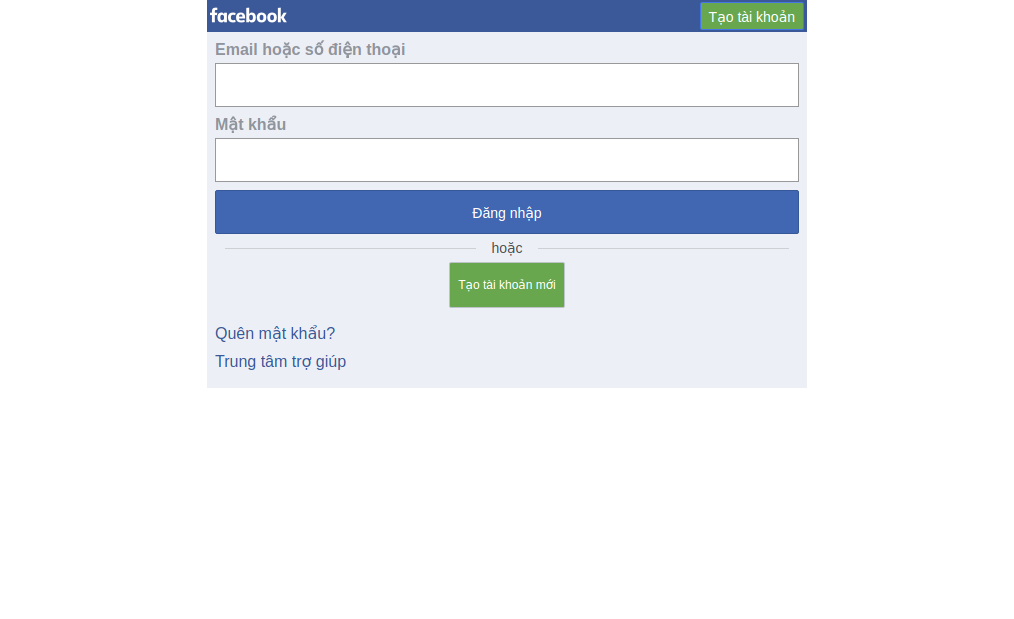 facebook
Tạo tài khoản
Email hoặc số điện thoại
Mật khẩu
Đăng nhập
hoặc
Tạo tài khoản mới
Quên mật khẩu?
Trung tâm trợ giúp